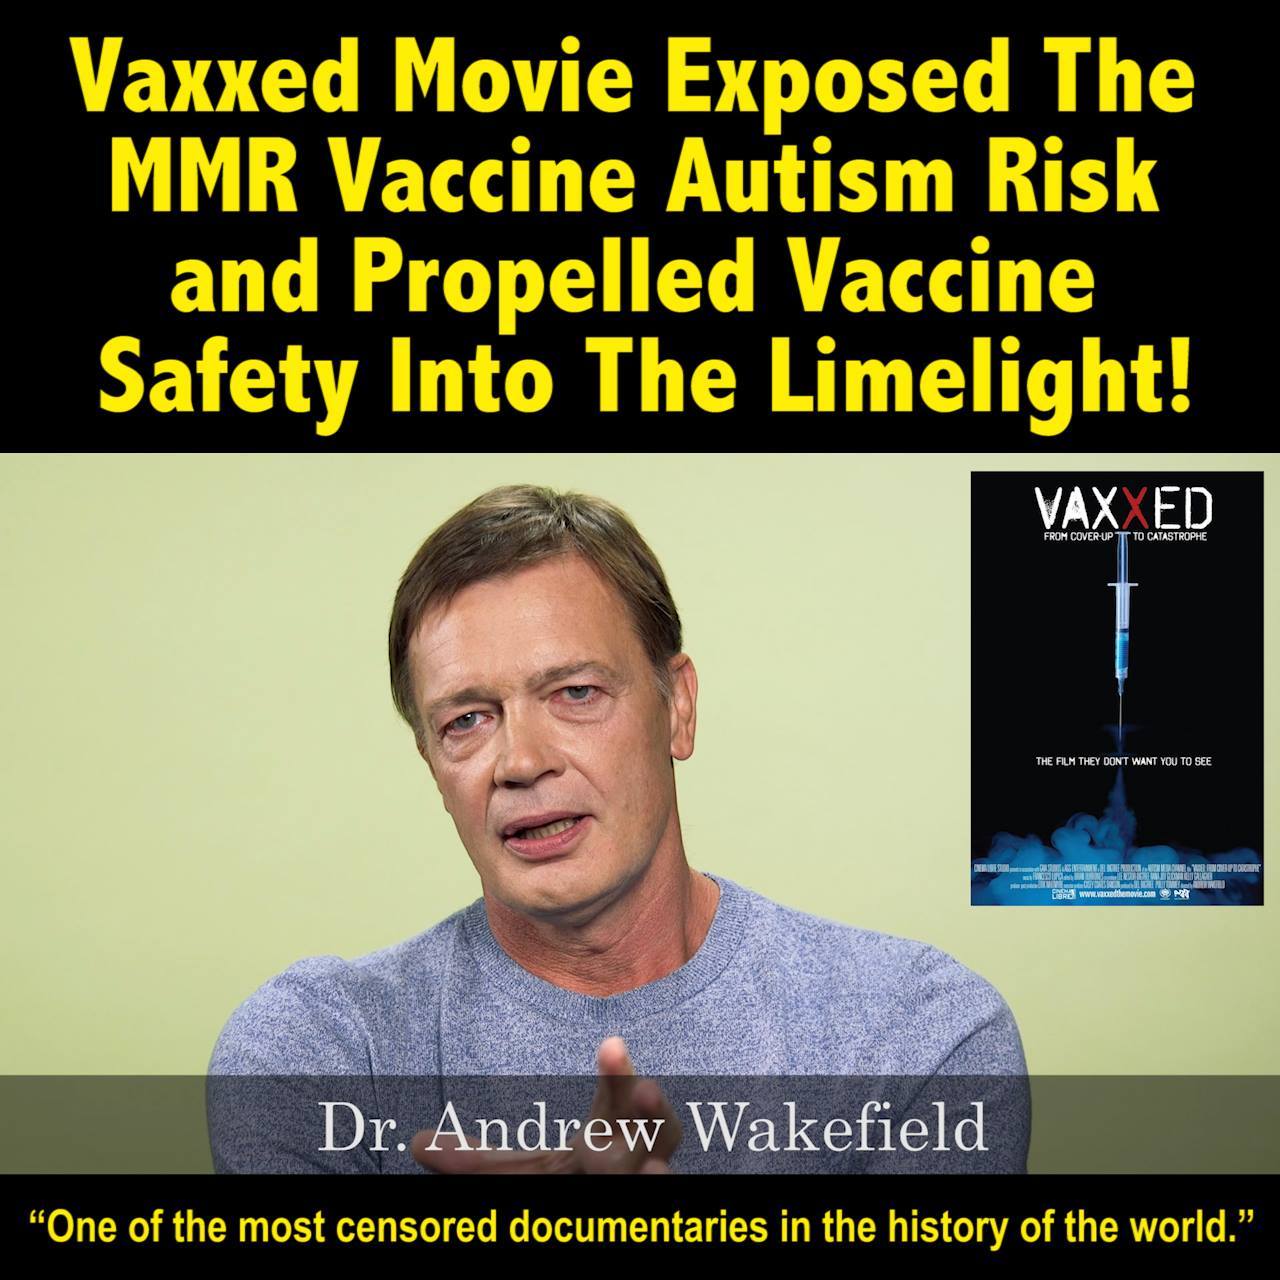 Vaxxed Movie Exposed The
MMR Vaccine Autism Risk
and Propelled Vaccine
Safety Into The Limelight!
VAXXED
FROM COVER-UP TO CATASTROPHE
THE FILM THEY DON'T WANT YOU TO SEE
www.vaxxedthemovie.com
Dr. Andrew Wakefield
“One of the most censored documentaries in the history of the world.”